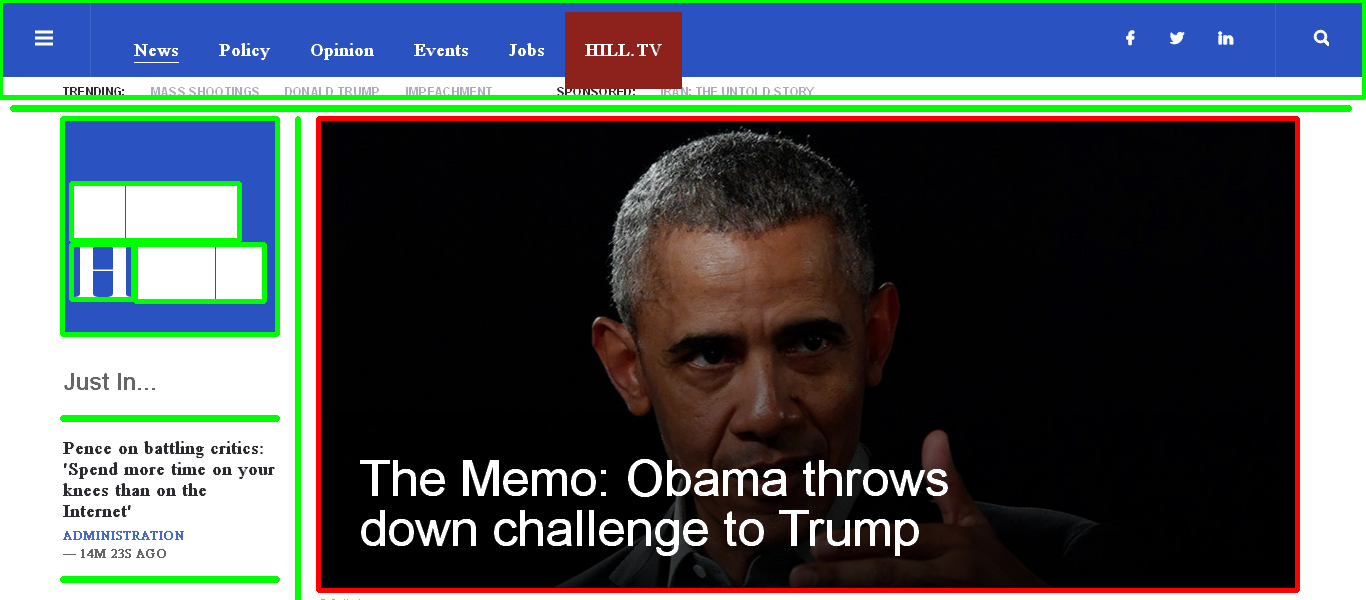 News Policy Opinion Events Jobs HILL.TV
TRENDING: MASS SHOOTINGS DONALD TRUMP IMPEACHMENT SPONSORED: IRAN: THE UNTOLD STORY
Just In...
Pence on battling critics:
'Spend more time on your
knees than on the
Internet'
ADMINISTRATION
— 14M 23S AGO
The Memo: Obama throws
down challenge to Trump